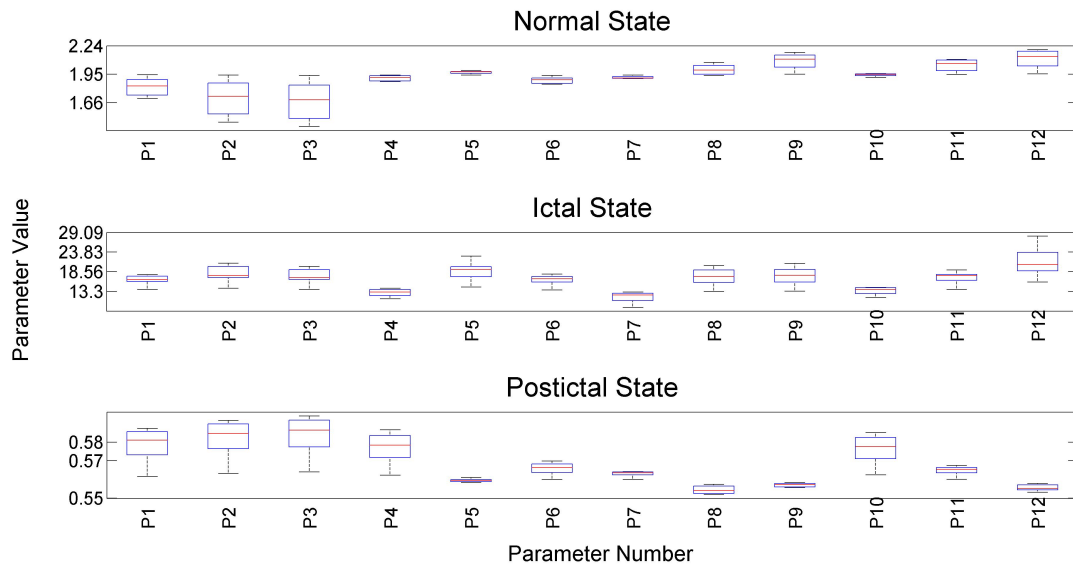 Normal State
2.24
1.95
1.66
P1 P2 P3 P4 P5 P6 P7 P8 P9 P10 P11 P12
Parameter Value
Ictal State
29.09
23.83
18.56
13.3
P1 P2 P3 P4 P5 P6 P7 P8 P9 P10 P11 P12
Postictal State
0.58
0.57
0.55
P1 P2 P3 P4 P5 P6 P7 P8 P9 P10 P11 P12
Parameter Number